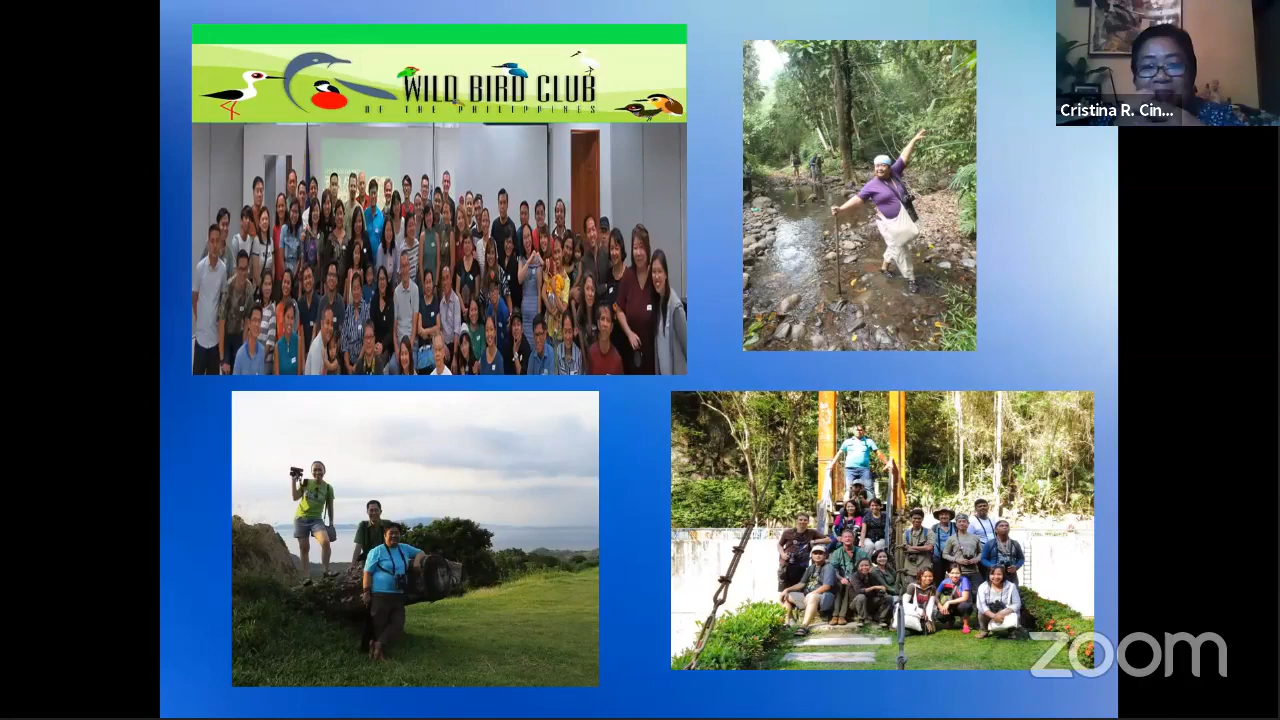 WILD BIRD CLUB
OF THE PHILIPPINES
Cristina R. Cin...
zoom